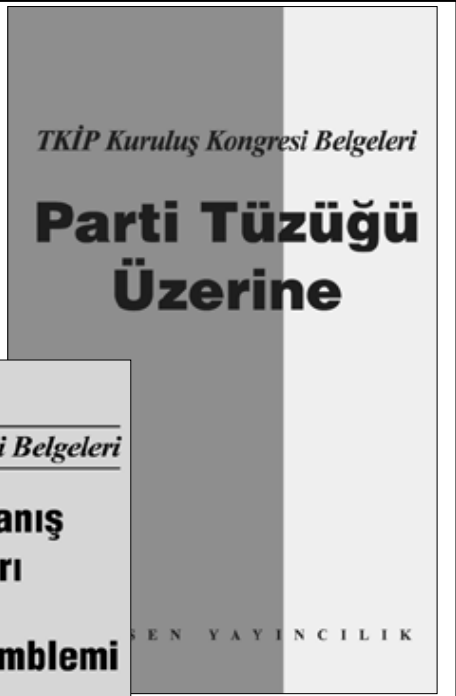 TKİP Kuruluş Kongresi Belgeleri
Parti Tüzüğü
Üzerine
Belgeleri
YAYINCILIK